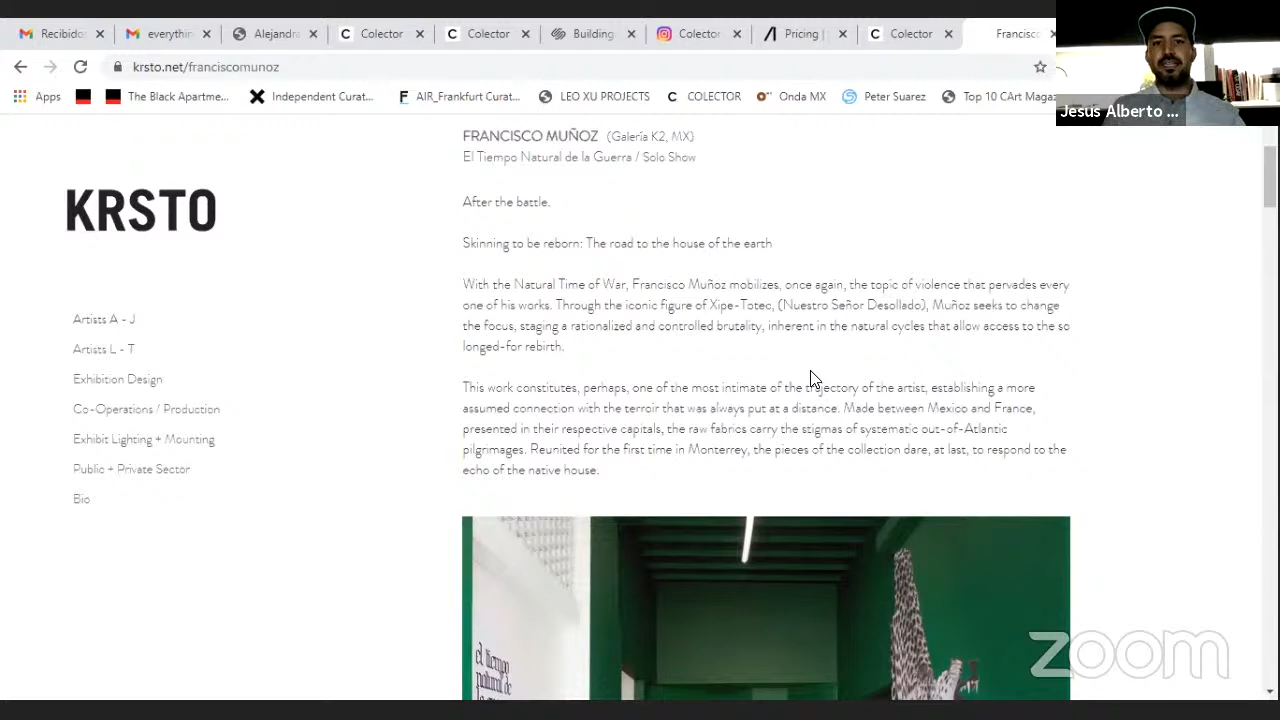 Recibido
everythin
Alejandra
Colector
Colector
Building
Colector
Pricing |
Colector
Francisco
krsto.net/franciscomunoz
Apps
The Black Apartme...
Independent Curat...
AIR_Frankfurt Curat...
LEO XU PROJECTS
COLECTOR
Onda MX
Peter Suarez
Top 10 CArt Magaz
Jesus Alberto ...
KRSTO
Artists A - J
Artists L - T
Exhibition Design
Co-Operations / Production
Exhibit Lighting + Mounting
Public + Private Sector
Bio
FRANCISCO MUÑOZ (Galería K2, MX)
El Tiempo Natural de la Guerra / Solo Show
After the battle.
Skinning to be reborn: The road to the house of the earth
With the Natural Time of War, Francisco Muñoz mobilizes, once again, the topic of violence that pervades every
one of his works. Through the iconic figure of Xipe-Totec, (Nuestro Señor Desollado), Muñoz seeks to change
the focus, staging a rationalized and controlled brutality, inherent in the natural cycles that allow access to the so
longed-for rebirth.
This work constitutes, perhaps, one of the most intimate of the trajectory of the artist, establishing a more
assumed connection with the terroir that was always put at a distance. Made between Mexico and France,
presented in their respective capitals, the raw fabrics carry the stigmas of systematic out-of-Atlantic
pilgrimages. Reunited for the first time in Monterrey, the pieces of the collection dare, at last, to respond to the
echo of the native house.
el tiempo
natural de
zoom